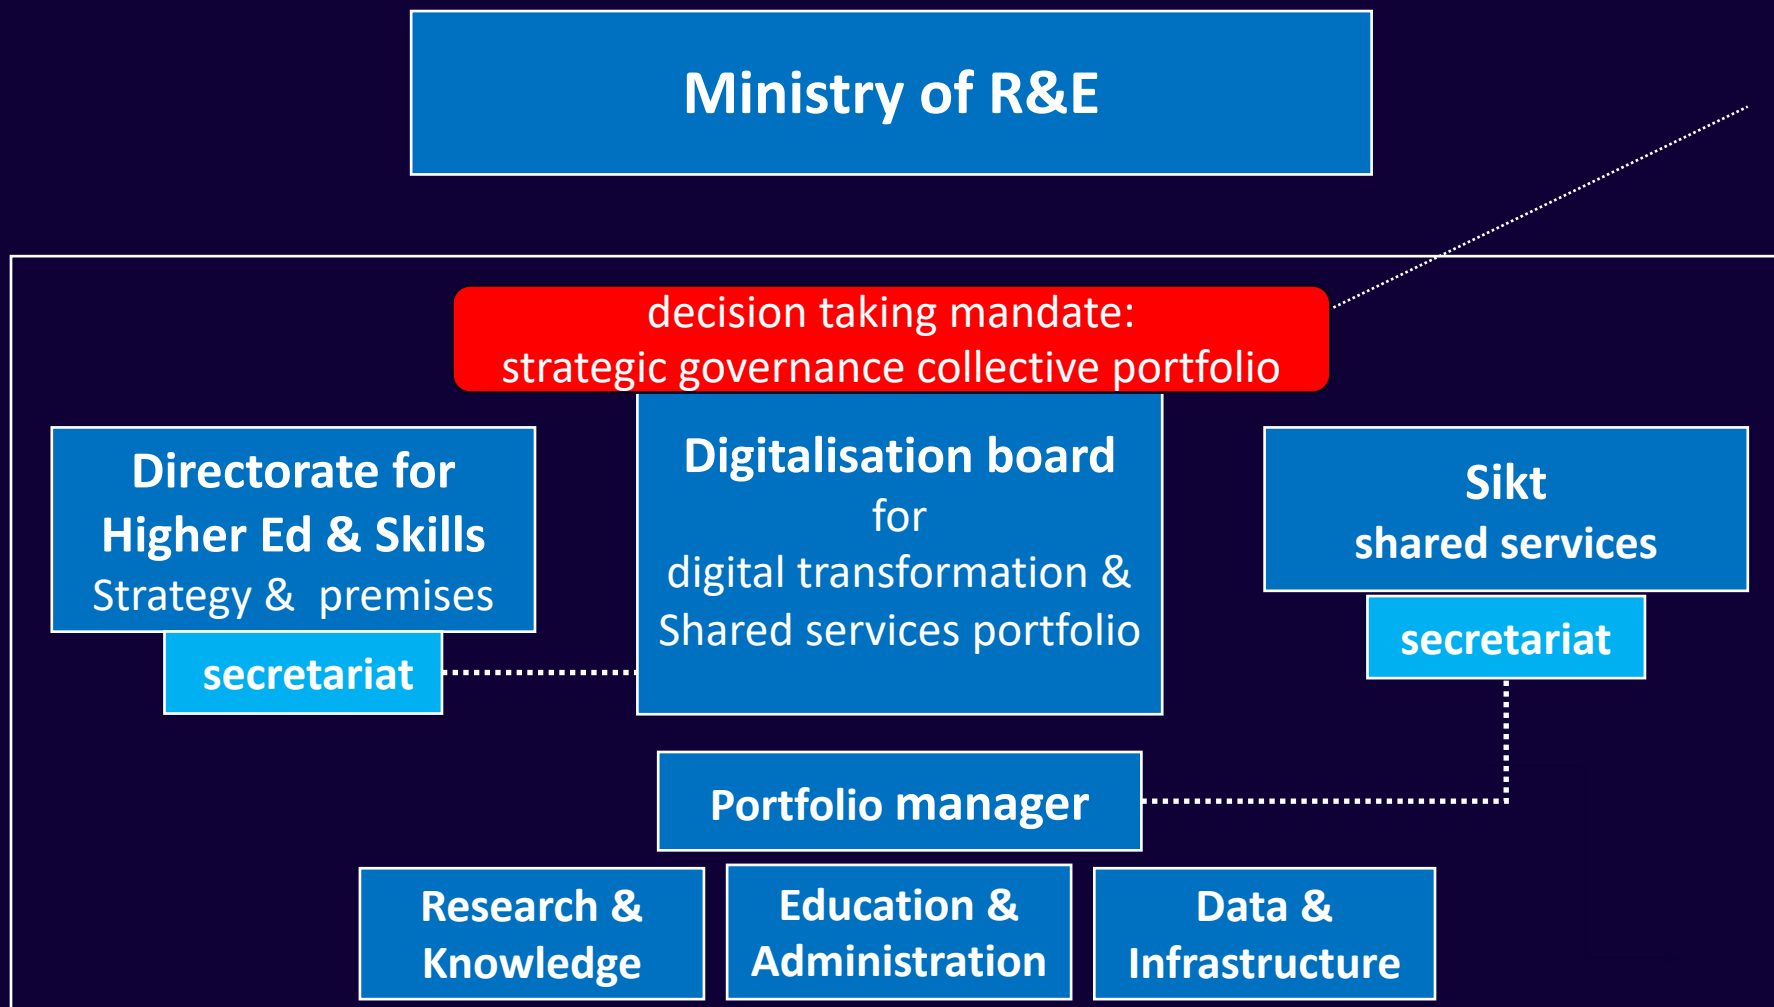 Ministry of R&E
decision taking mandate:
strategic governance collective portfolio
Directorate for
Higher Ed & Skills
Strategy & premises
secretariat
Digitalisation board
for
digital transformation &
Shared services portfolio
Sikt
shared services
secretariat
Portfolio manager
Research &
Knowledge
Education &
Administration
Data &
Infrastructure